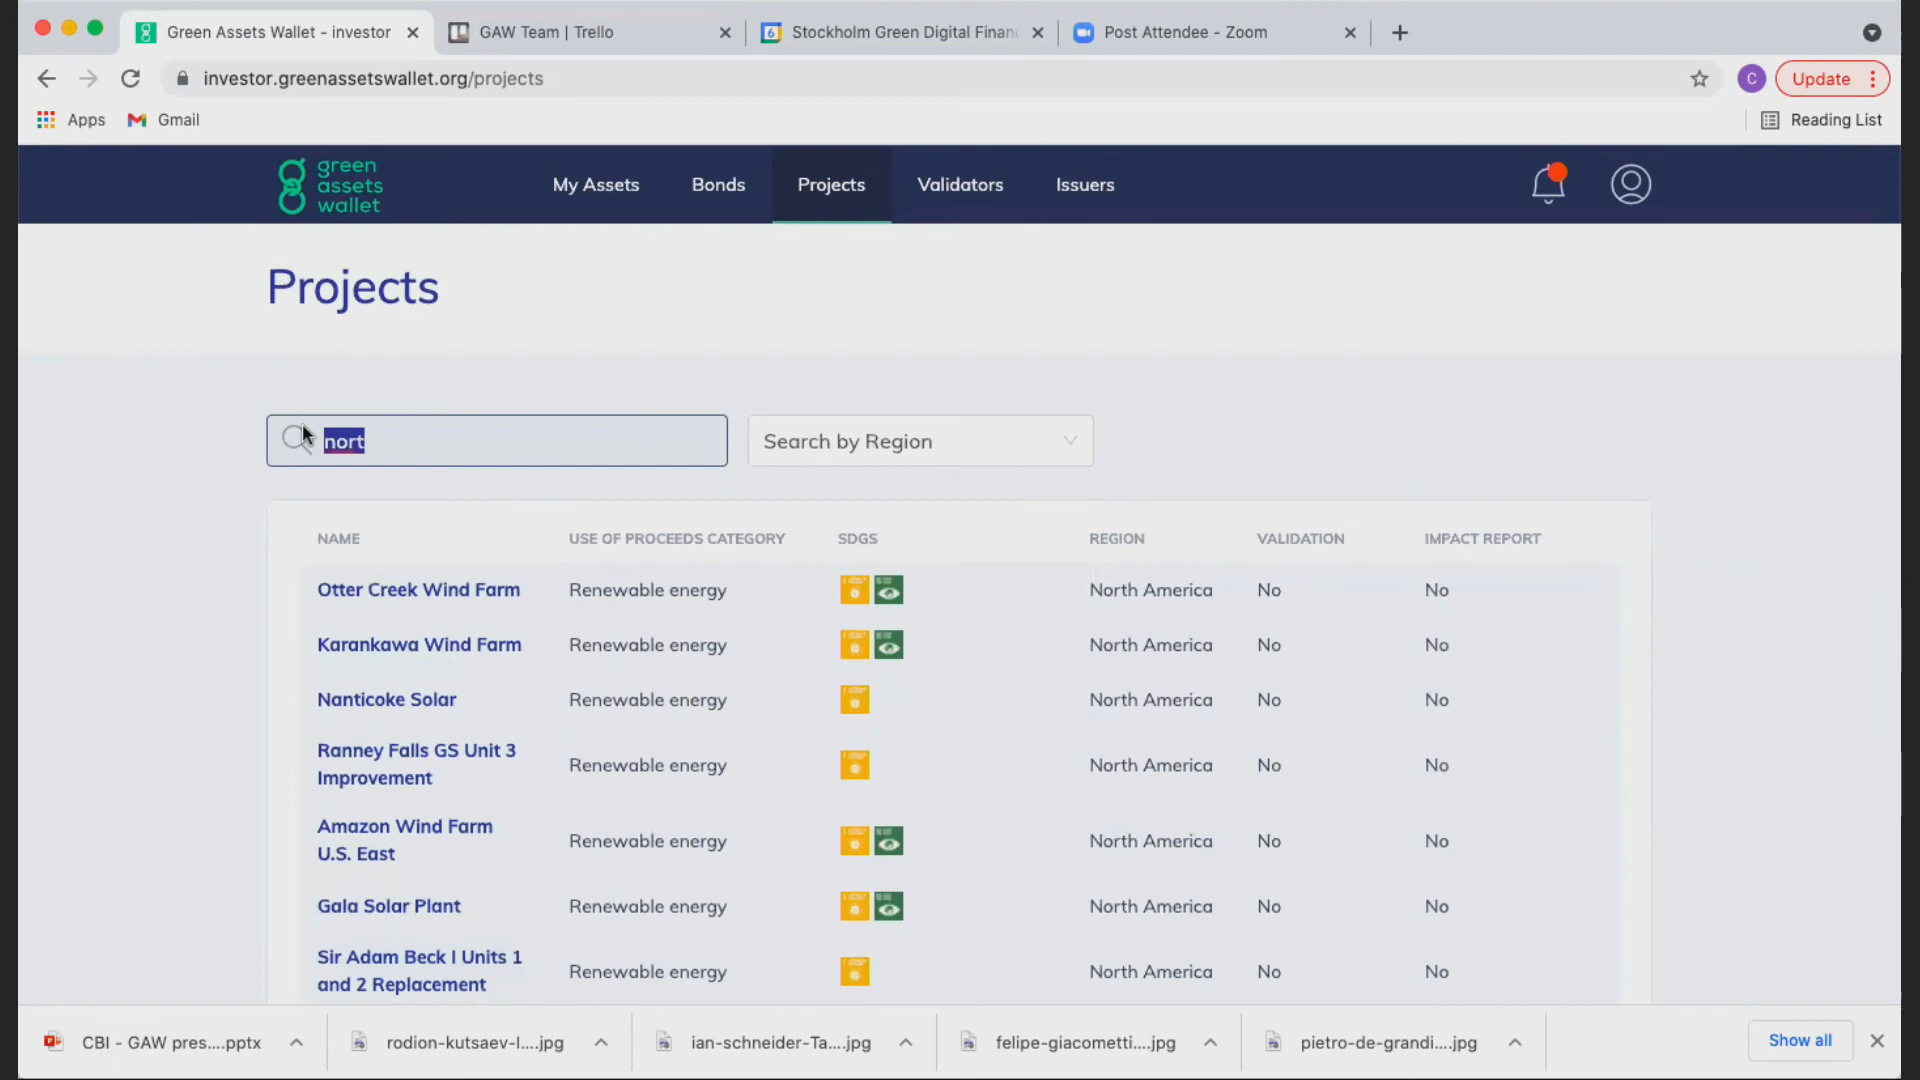 Green Assets Wallet - investor
GAW Team | Trello
Stockholm Green Digital Financ
Post Attendee - Zoom
investor.greenassetswallet.org/projects
C
Update
Apps
Gmail
Reading List
green
assets
wallet
My Assets
Bonds
Projects
Validators
Issuers
Projects
nort
Search by Region
NAME USE OF PROCEEDS CATEGORY SDGS REGION VALIDATION IMPACT REPORT
Otter Creek Wind Farm Renewable energy North America No No
Karankawa Wind Farm Renewable energy North America No No
Nanticoke Solar Renewable energy North America No No
Ranney Falls GS Unit 3
Improvement
Renewable energy North America No No
Amazon Wind Farm
U.S. East
Renewable energy North America No No
Gala Solar Plant Renewable energy North America No No
Sir Adam Beck I Units 1
and 2 Replacement
Renewable energy North America No No
CBI - GAW pres....pptx
rodion-kutsaev-l....jpg
ian-schneider-Ta....jpg
felipe-giacometti....jpg
pietro-de-grandi....jpg
Show all